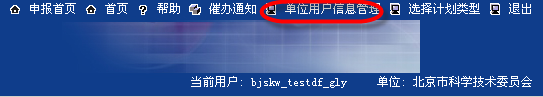 申报首页 首页 帮助 催办通知 单位用户信息管理 选择计划类型 退出
当前用户：bjskw_testdf_gly 单位：北京市科学技术委员会